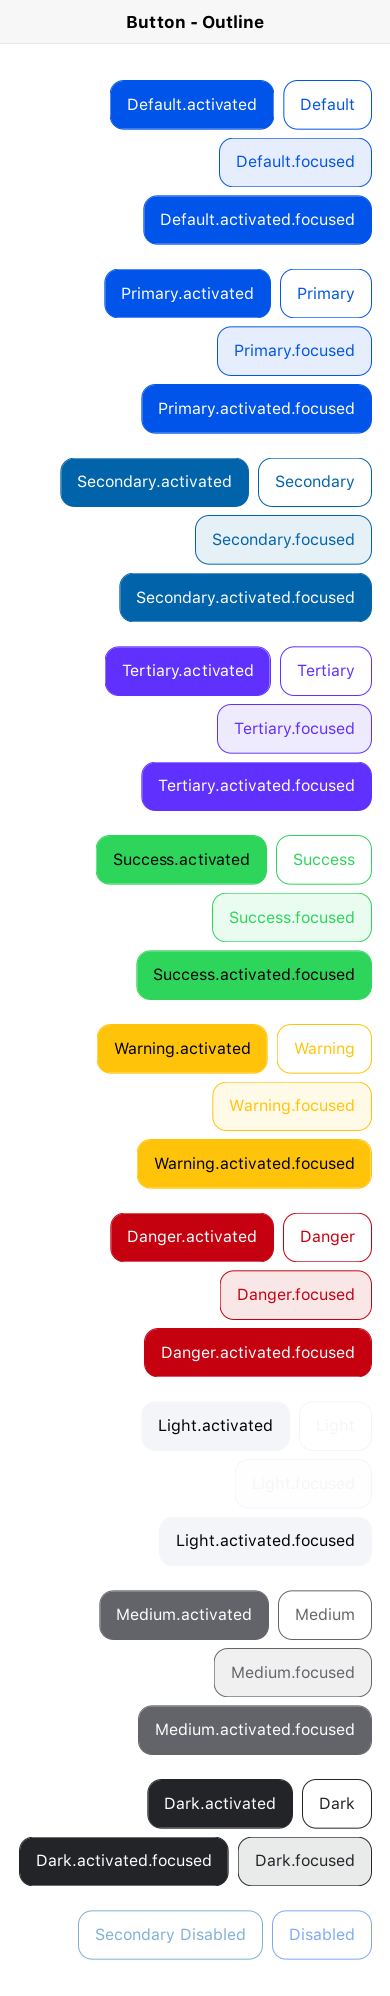 Button - Outline
Default.activated Default
Default.focused
Default.activated.focused
Primary.activated Primary
Primary.focused
Primary.activated.focused
Secondary.activated Secondary
Secondary.focused
Secondary.activated.focused
Tertiary.activated Tertiary
Tertiary.focused
Tertiary.activated.focused
Success.activated Success
Success.focused
Success.activated.focused
Warning.activated Warning
Warning.focused
Warning.activated.focused
Danger.activated Danger
Danger.focused
Danger.activated.focused
Light.activated Light
Light.focused
Light.activated.focused
Medium.activated Medium
Medium.focused
Medium.activated.focused
Dark.activated Dark
Dark.activated.focused Dark.focused
Secondary Disabled Disabled